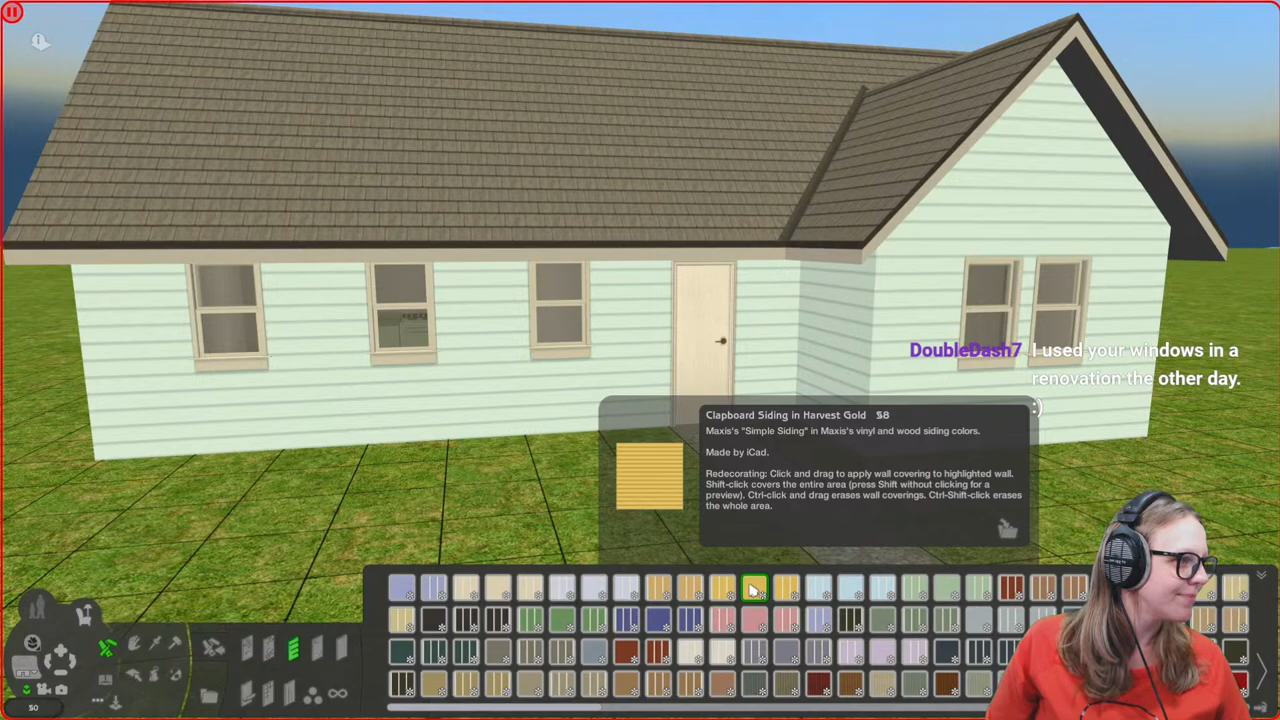 DoubleDash7 I used your windows in a
renovation the other day.
:)
Clapboard Siding in Harvest Gold §8
Maxis's "Simple Siding" in Maxis's vinyl and wood siding colors.
Made by iCad.
Redecorating: Click and drag to apply wall covering to highlighted wall.
Shift-click covers the entire area (press Shift without clicking for a
preview). Ctrl-click and drag erases wall coverings. Ctrl-Shift-click erases
the whole area.
§0